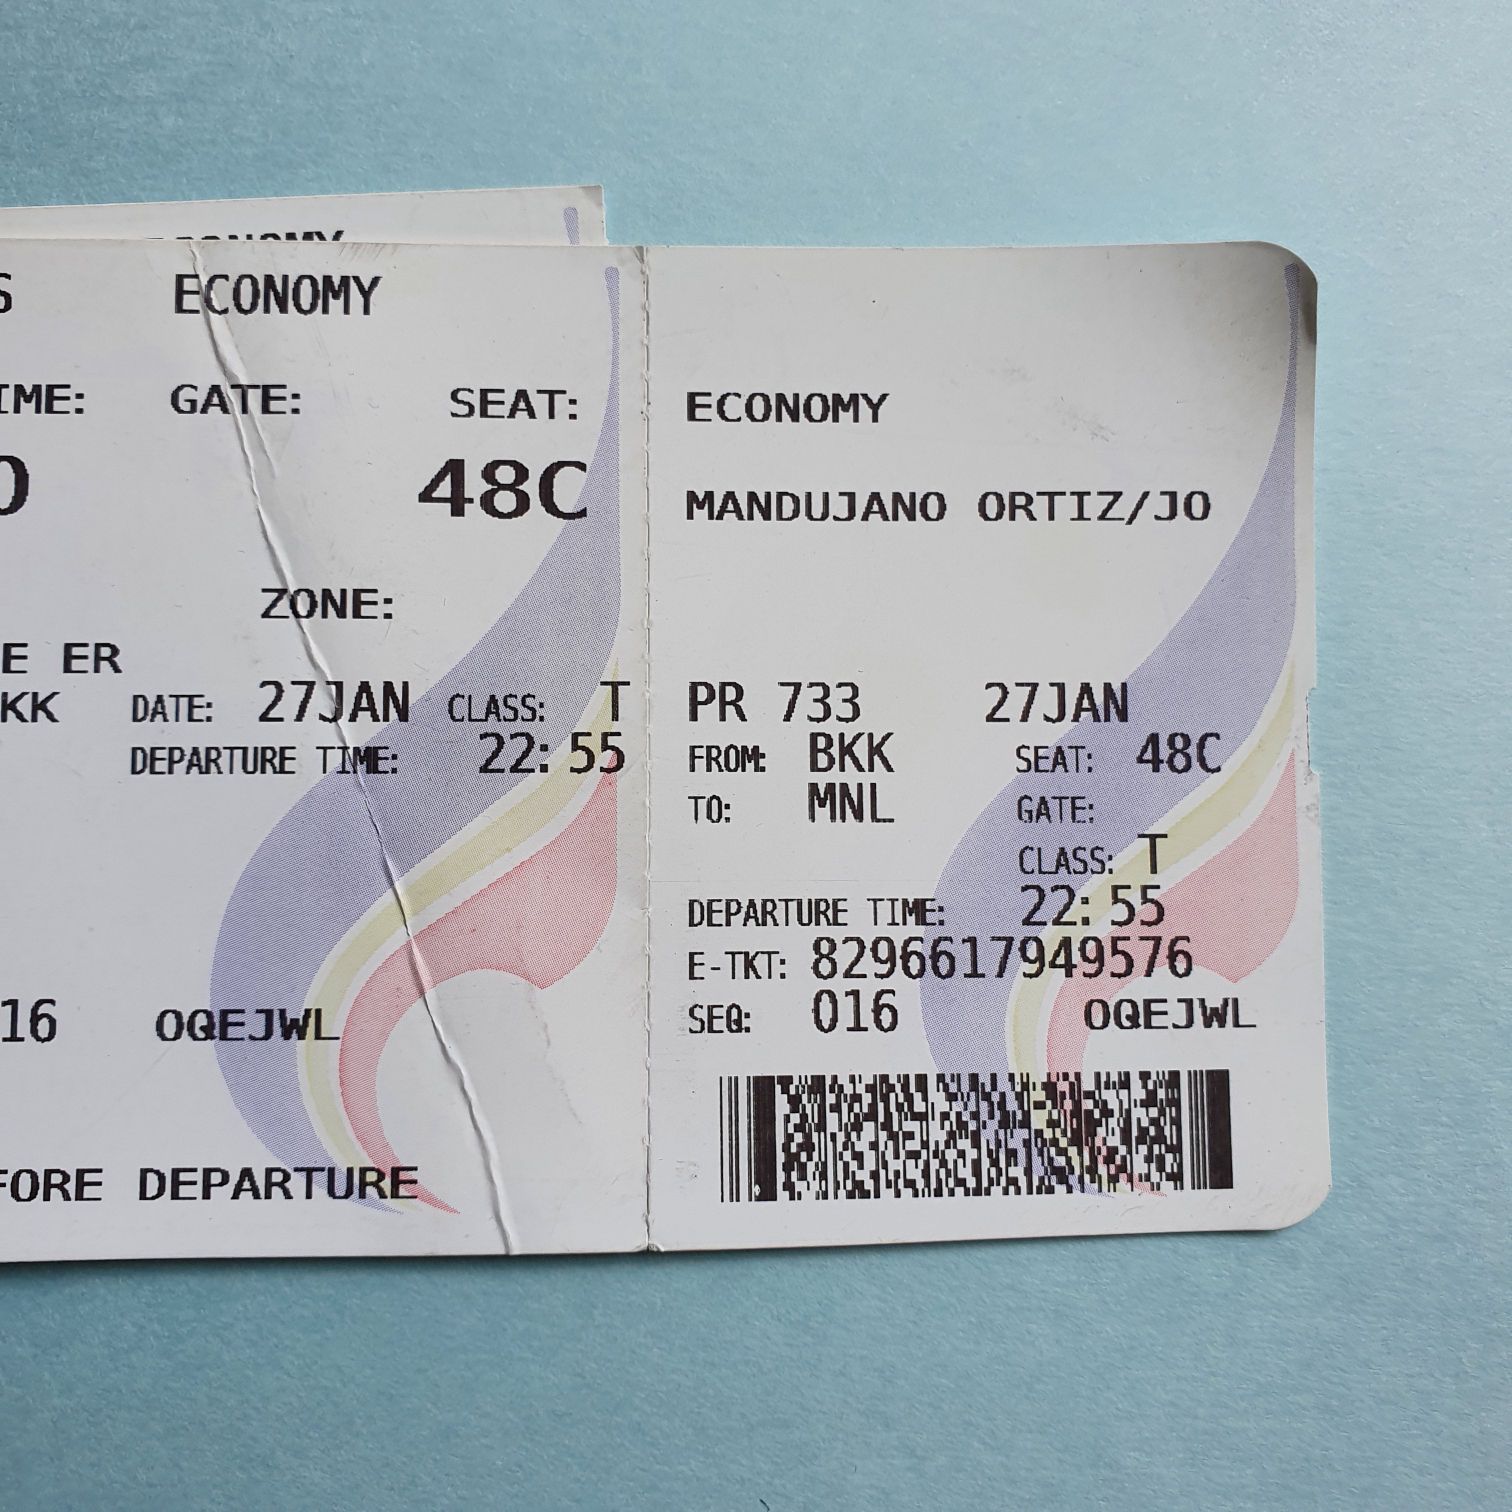 ECONOMY
S ECONOMY
IME: GATE: SEAT:
48C
ZONE:
E ER
KK DATE: 27JAN CLASS: T
DEPARTURE TIME: 22:55
16 OQEJWL
FORE DEPARTURE
ECONOMY
MANDUJANO ORTIZ/JO
PR 733 27JAN
FROM: BKK SEAT: 48C
TO: MNL GATE:
CLASS: T
DEPARTURE TIME: 22:55
E-TKT: 8296617949576
SEQ: 016 OQEJWL